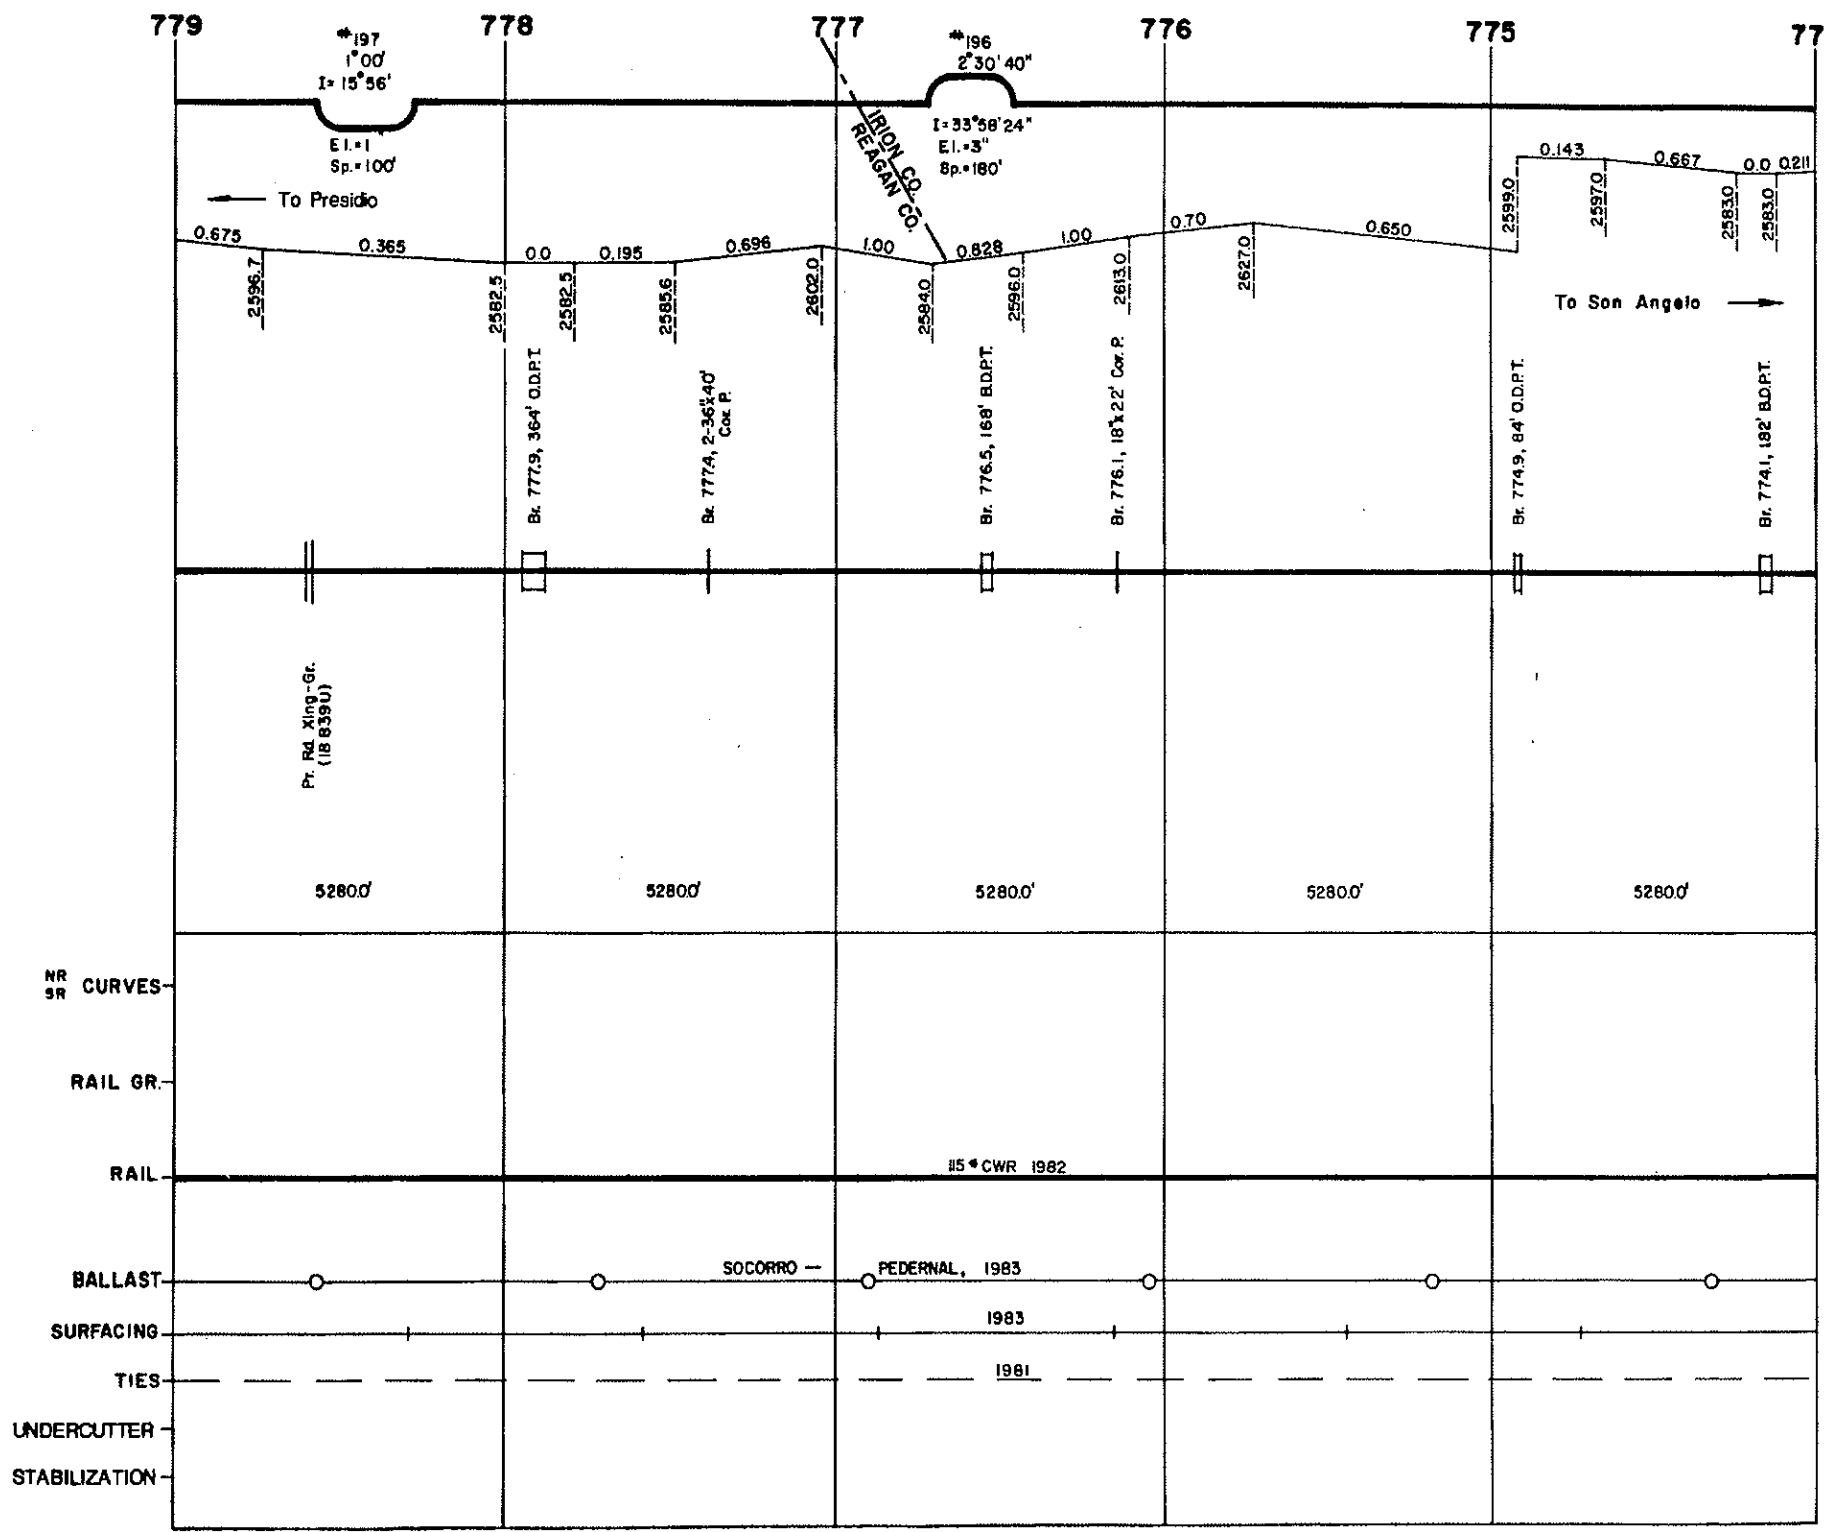 779
778
777
776
775
77
#197
1°00'
I= 15°56'
El.=1
Sp.=100'
#196
2°30'40"
I=33°58'24"
El.=3"
Sp.=180'
IRION CO.
REAGAN CO.
To Presidio
To San Angelo
0.675
0.365
0.0
0.195
0.696
1.00
0.828
1.00
0.70
0.650
0.143
0.667
0.0
0.211
2596.7
2582.5
2582.5
2585.6
2602.0
2584.0
2596.0
2613.0
2627.0
2599.0
2597.0
2583.0
2583.0
Br. 777.9, 364' O.D.P.T.
Br. 777.4, 2-36"x40'
Cor. P.
Br. 776.5, 168' B.D.P.T.
Br. 776.1, 18"x22' Cor. P.
Br. 774.9, 84' O.D.P.T.
Br. 774.1, 182' B.D.P.T.
Pr. Rd. Xing-Gr.
(18 839U)
5280.0'
5280.0'
5280.0'
5280.0'
5280.0'
NR
SR
CURVES
RAIL GR.
RAIL
115# CWR 1982
BALLAST
SOCORRO — PEDERNAL, 1983
SURFACING
1983
TIES
1981
UNDERCUTTER
STABILIZATION